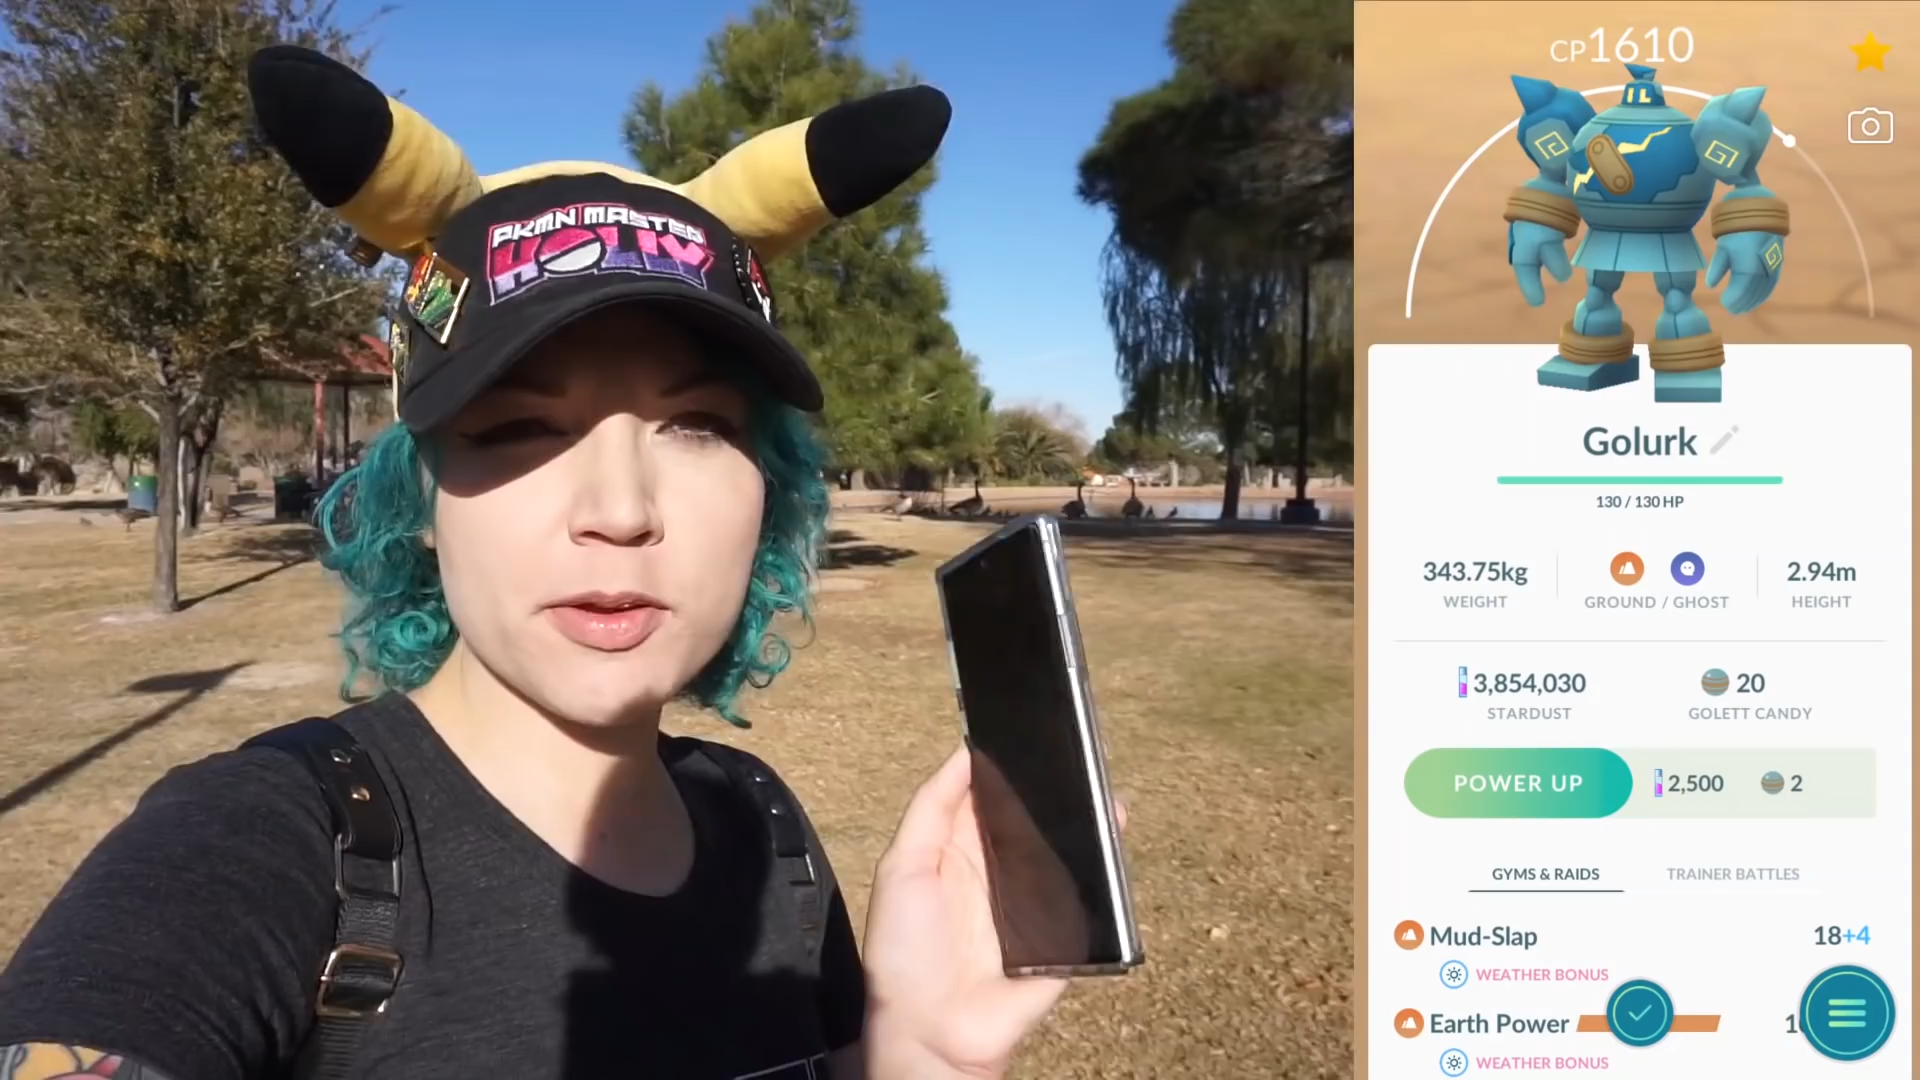 PKMN MASTER
HOLLY
CP1610
Golurk
130 / 130 HP
343.75kg
WEIGHT
GROUND / GHOST
2.94m
HEIGHT
3,854,030
STARDUST
20
GOLETT CANDY
POWER UP
2,500
2
GYMS & RAIDS
TRAINER BATTLES
Mud-Slap
18+4
WEATHER BONUS
Earth Power
WEATHER BONUS